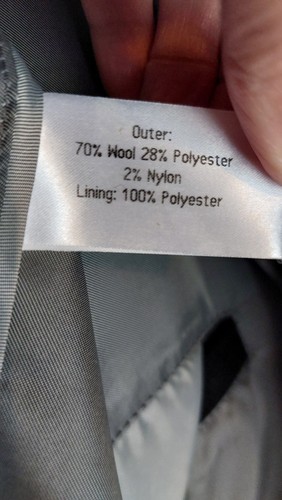 Outer:
70% Wool 28% Polyester
2% Nylon
Lining: 100% Polyester